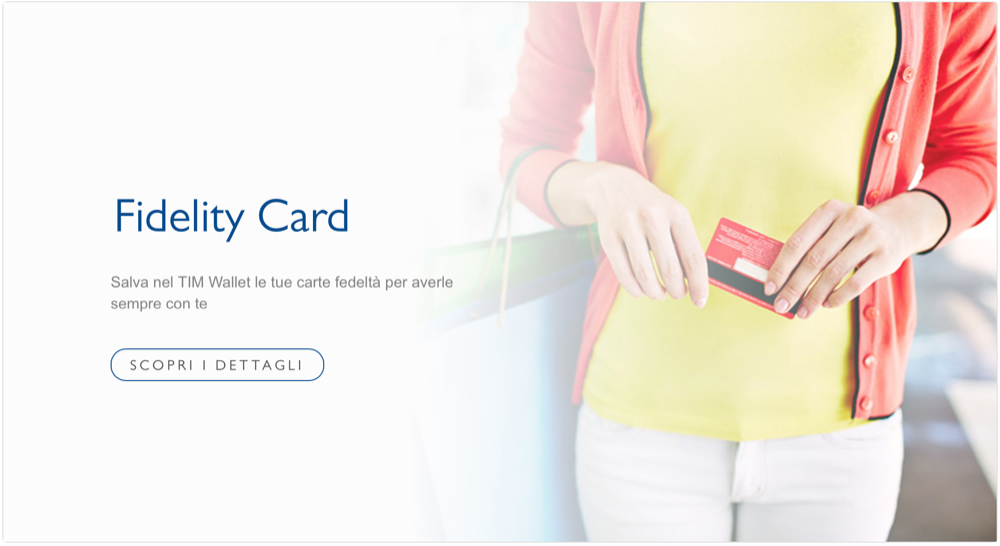 Fidelity Card
Salva nel TIM Wallet le tue carte fedeltà per averle
sempre con te
SCOPRI I DETTAGLI